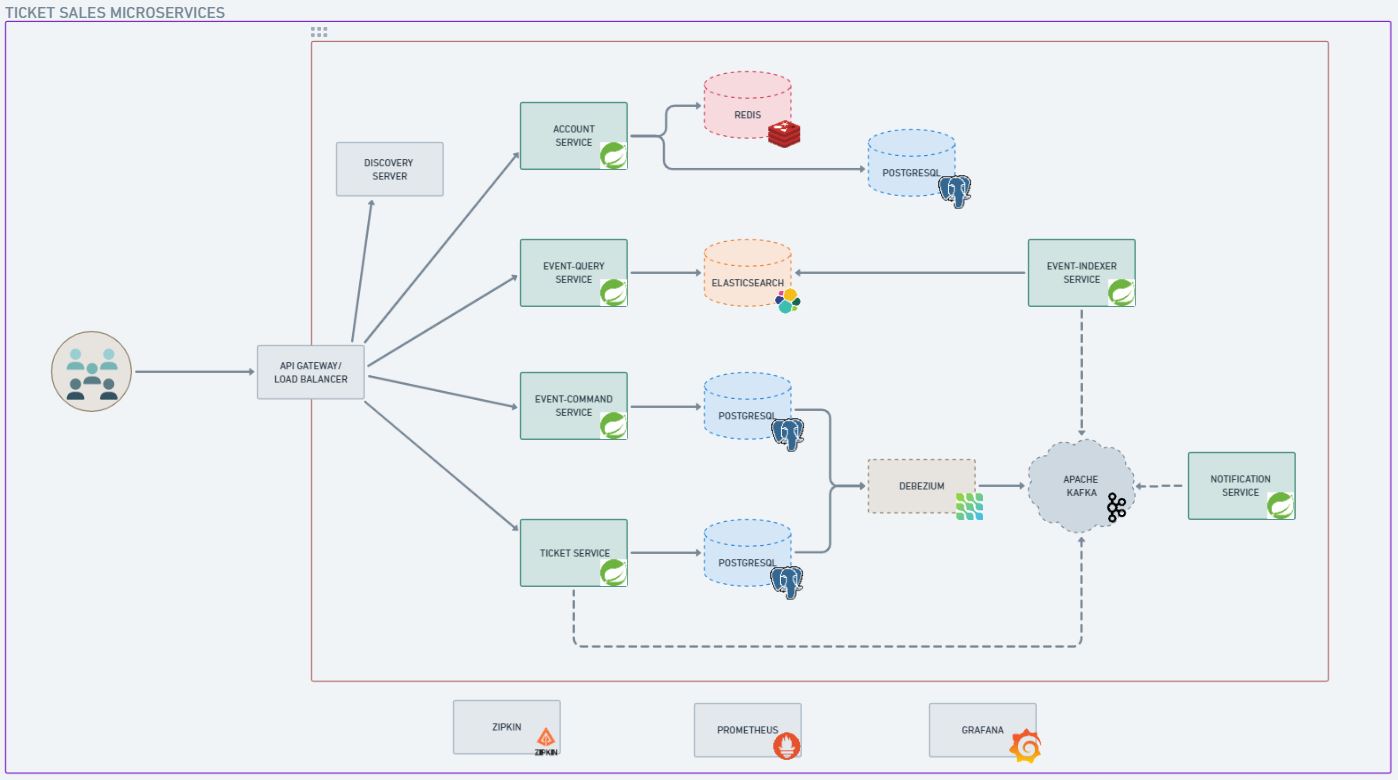 TICKET SALES MICROSERVICES
REDIS
ACCOUNT
SERVICE
DISCOVERY
SERVER
POSTGRESQL
EVENT-QUERY
SERVICE
ELASTICSEARCH
EVENT-INDEXER
SERVICE
API GATEWAY/
LOAD BALANCER
EVENT-COMMAND
SERVICE
POSTGRESQL
DEBEZIUM
APACHE
KAFKA
NOTIFICATION
SERVICE
TICKET SERVICE
POSTGRESQL
ZIPKIN
ZIPKIN
PROMETHEUS
GRAFANA